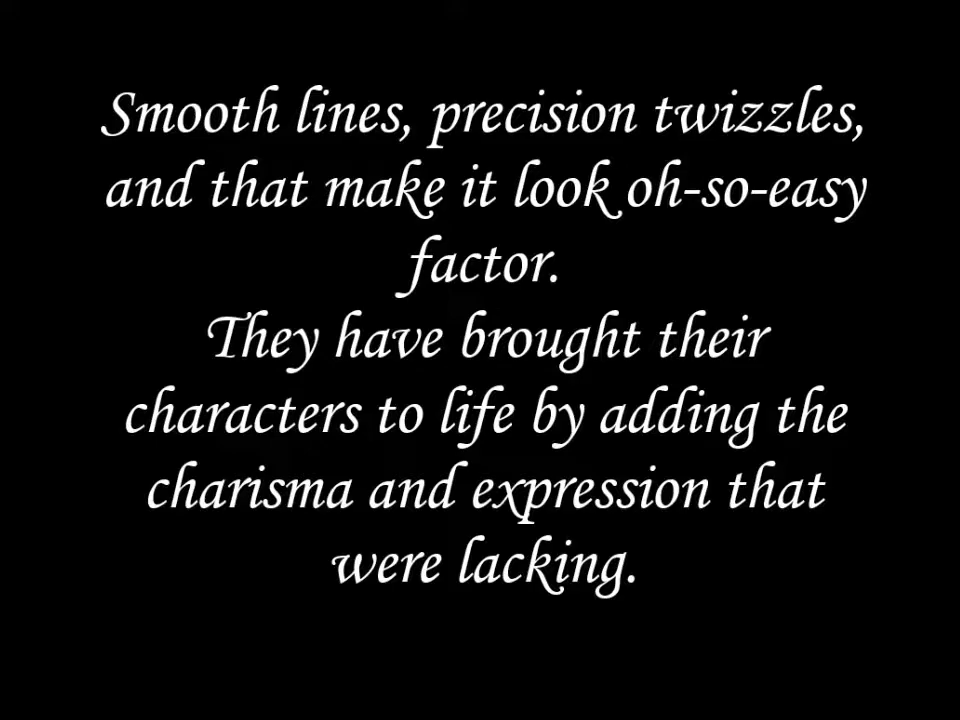 Smooth lines, precision twizzles,
and that make it look oh-so-easy
factor.
They have brought their
characters to life by adding the
charisma and expression that
were lacking.